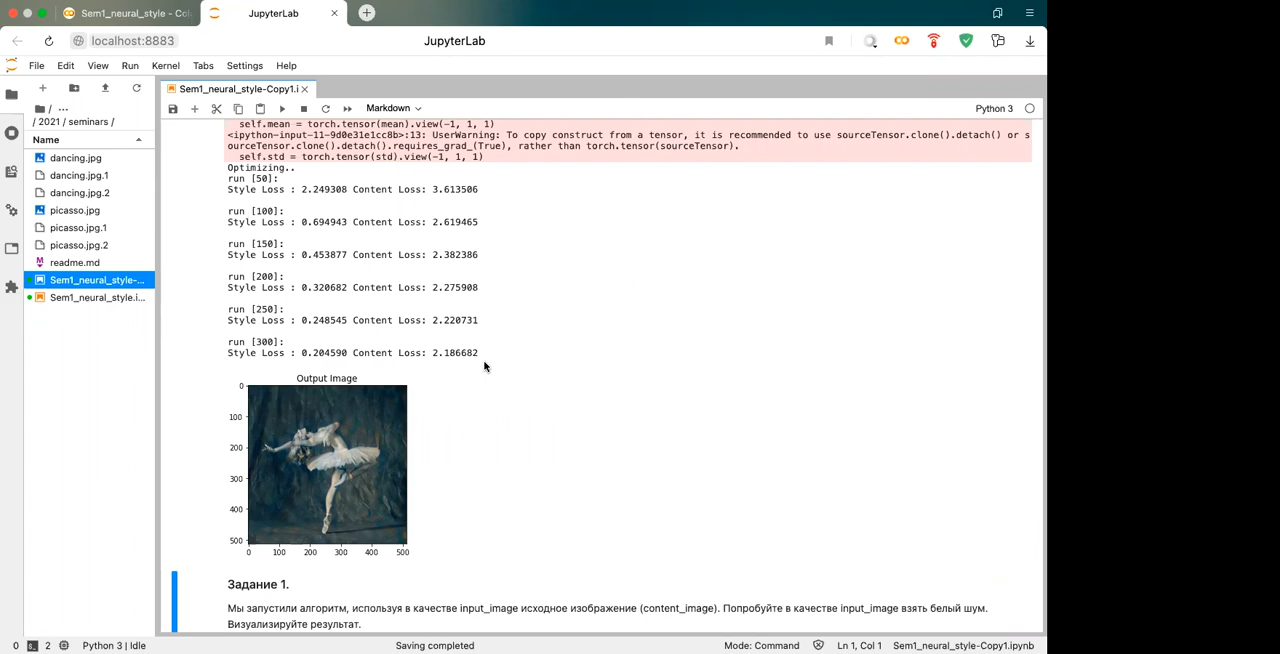 Sem1_neural_style - Col
JupyterLab
localhost:8883
JupyterLab
File Edit View Run Kernel Tabs Settings Help
Sem1_neural_style-Copy1.i
Markdown
Python 3
/ ...
/ 2021 / seminars /
Name
dancing.jpg
dancing.jpg.1
dancing.jpg.2
picasso.jpg
picasso.jpg.1
picasso.jpg.2
readme.md
Sem1_neural_style-...
Sem1_neural_style.i...
self.mean = torch.tensor(mean).view(-1, 1, 1)
<ipython-input-11-9d0e31e1cc8b>:13: UserWarning: To copy construct from a tensor, it is recommended to use sourceTensor.clone().detach() or s
ourceTensor.clone().detach().requires_grad_(True), rather than torch.tensor(sourceTensor).
self.std = torch.tensor(std).view(-1, 1, 1)
Optimizing..
run [50]:
Style Loss : 2.249308 Content Loss: 3.613506
run [100]:
Style Loss : 0.694943 Content Loss: 2.619465
run [150]:
Style Loss : 0.453877 Content Loss: 2.382386
run [200]:
Style Loss : 0.320682 Content Loss: 2.275908
run [250]:
Style Loss : 0.248545 Content Loss: 2.220731
run [300]:
Style Loss : 0.204590 Content Loss: 2.186682
Output Image
0
100
200
300
400
500
0 100 200 300 400 500
Задание 1.
Мы запустили алгоритм, используя в качестве input_image исходное изображение (content_image). Попробуйте в качестве input_image взять белый шум.
Визуализируйте результат.
0 2 Python 3 | Idle
Saving completed
Mode: Command Ln 1, Col 1 Sem1_neural_style-Copy1.ipynb